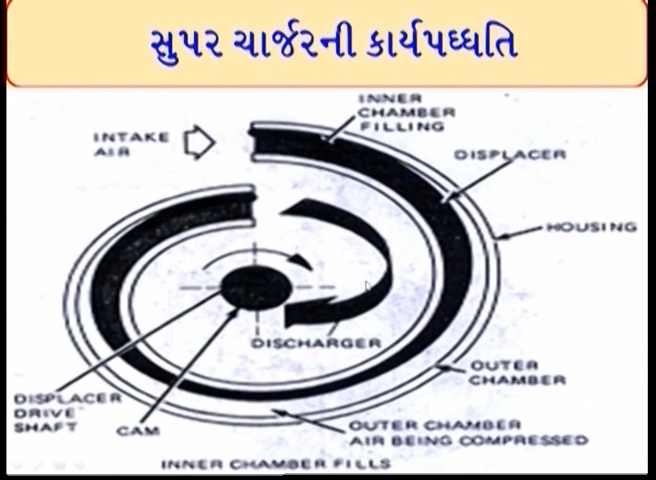 સુપર ચાર્જરની કાર્યપધ્ધતિ
INNER
CHAMBER
FILLING
INTAKE
AIR
DISPLACER
HOUSING
DISCHARGER
OUTER
CHAMBER
DISPLACER
DRIVE
SHAFT
CAM
OUTER CHAMBER
AIR BEING COMPRESSED
INNER CHAMBER FILLS